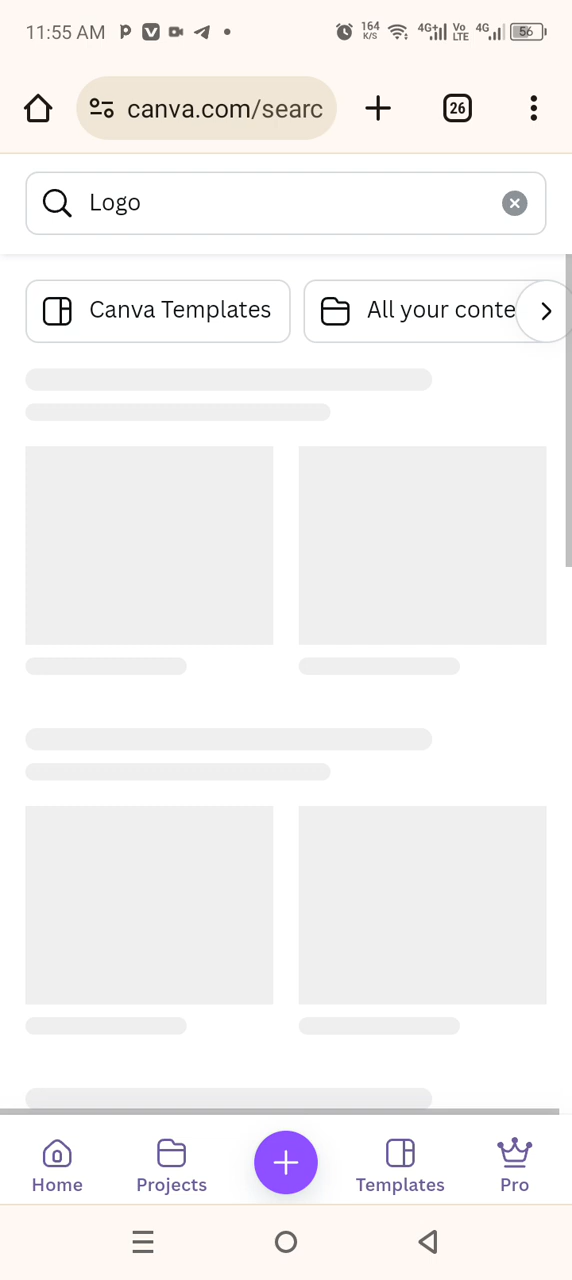 11:55 AM
164 K/S 4G+ Vo LTE 4G 56
canva.com/searc
26
Logo
Canva Templates
All your conte
Home
Projects
Templates
Pro